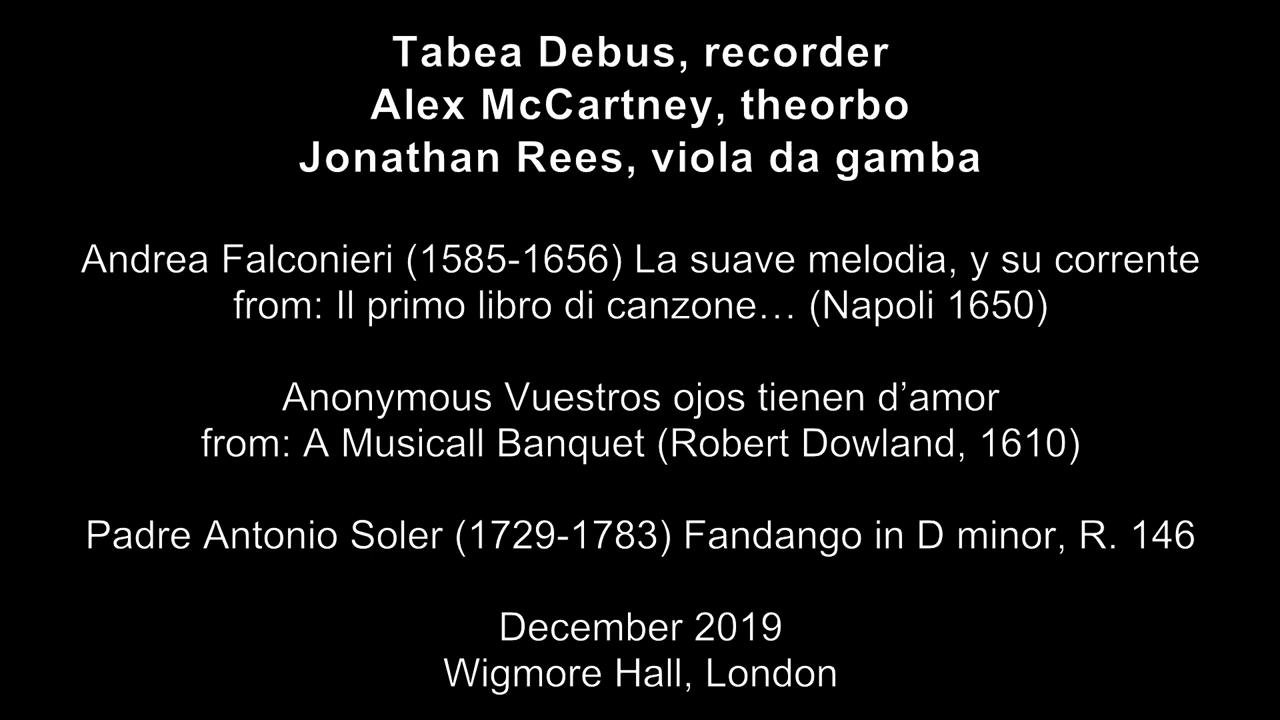 Tabea Debus, recorder
Alex McCartney, theorbo
Jonathan Rees, viola da gamba
Andrea Falconieri (1585-1656) La suave melodia, y su corrente
from: Il primo libro di canzone… (Napoli 1650)
Anonymous Vuestros ojos tienen d’amor
from: A Musicall Banquet (Robert Dowland, 1610)
Padre Antonio Soler (1729-1783) Fandango in D minor, R. 146
December 2019
Wigmore Hall, London